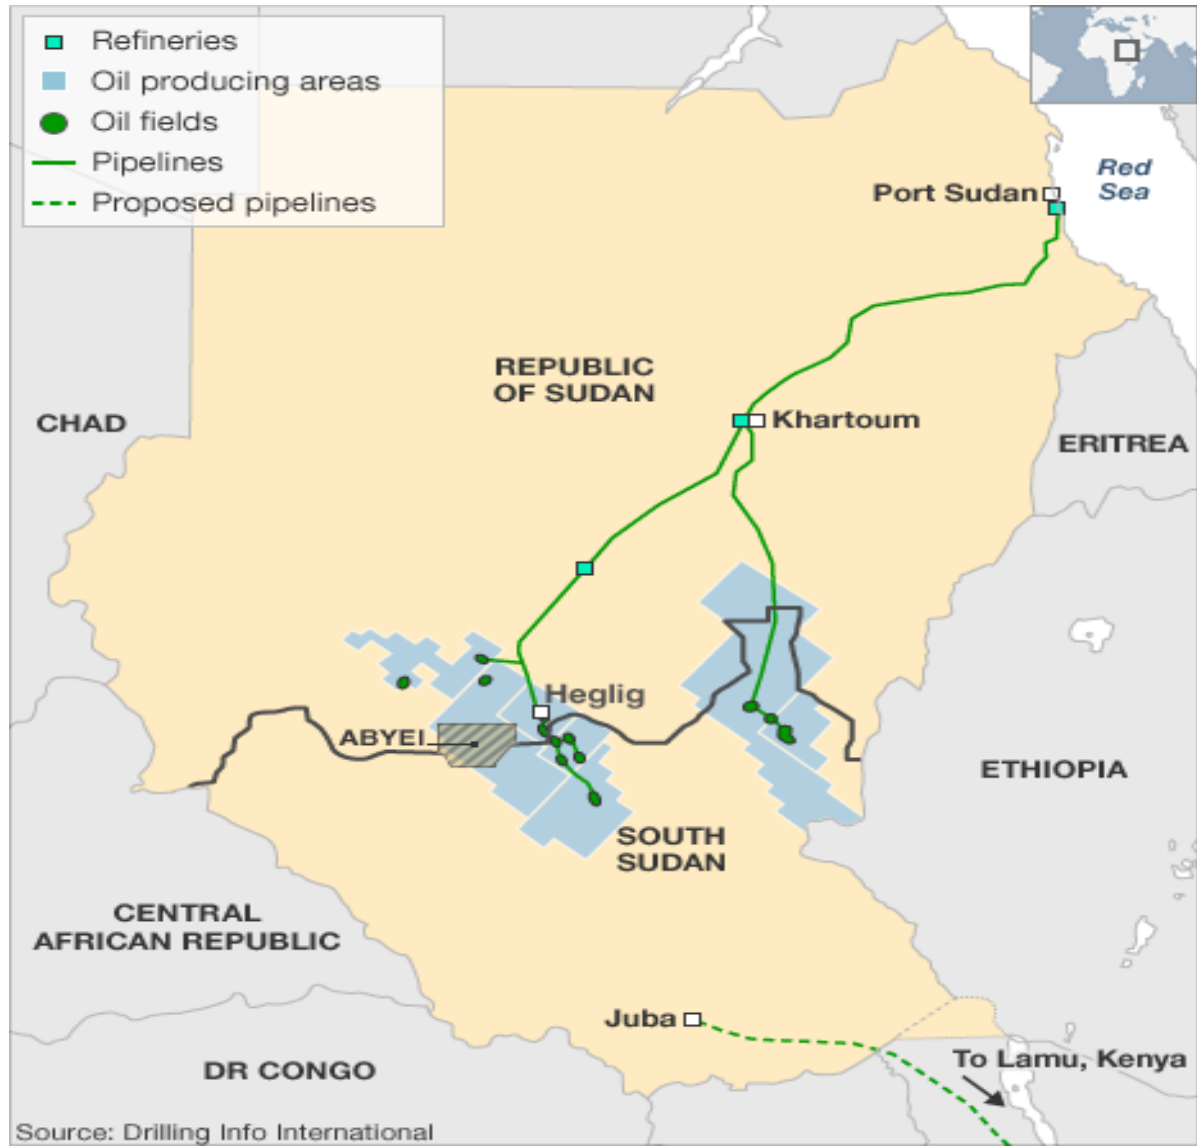 Refineries
Oil producing areas
Oil fields
Pipelines
Proposed pipelines
Red
Sea
Port Sudan
REPUBLIC
OF SUDAN
CHAD
Khartoum
ERITREA
Heglig
ABYEI
ETHIOPIA
SOUTH
SUDAN
CENTRAL
AFRICAN REPUBLIC
Juba
To Lamu, Kenya
DR CONGO
Source: Drilling Info International